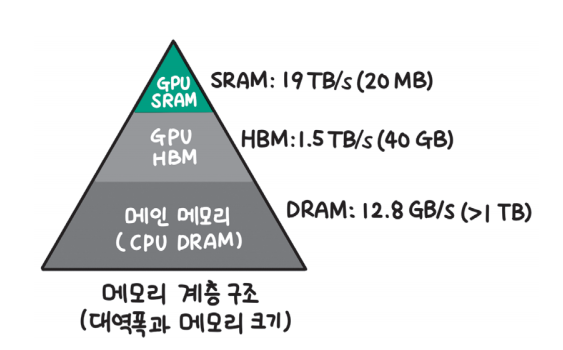 GPU
SRAM
SRAM: 19 TB/s (20 MB)
GPU
HBM
HBM: 1.5 TB/s (40 GB)
메인 메모리
(CPU DRAM)
DRAM: 12.8 GB/s (>1 TB)
메모리 계층 구조
(대역폭과 메모리 크기)